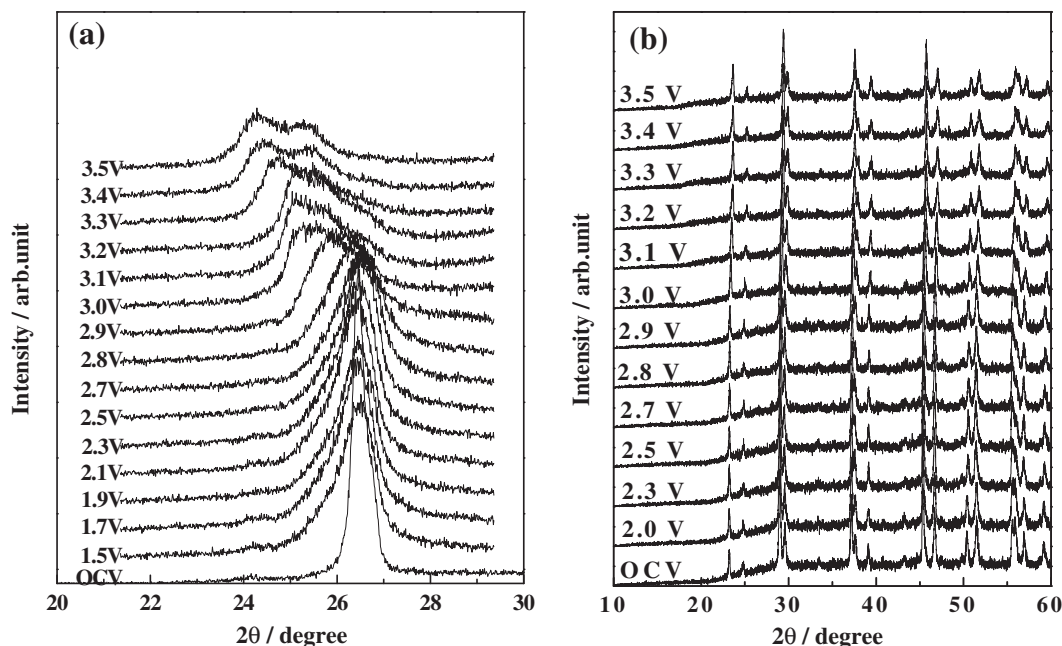 (a)
Intensity / arb.unit
3.5V
3.4V
3.3V
3.2V
3.1V
3.0V
2.9V
2.8V
2.7V
2.5V
2.3V
2.1V
1.9V
1.7V
1.5V
OCV
20 22 24 26 28 30
2θ / degree
(b)
Intensity / arb.unit
3.5 V
3.4 V
3.3 V
3.2 V
3.1 V
3.0 V
2.9 V
2.8 V
2.7 V
2.5 V
2.3 V
2.0 V
OCV
10 20 30 40 50 60
2θ / degree